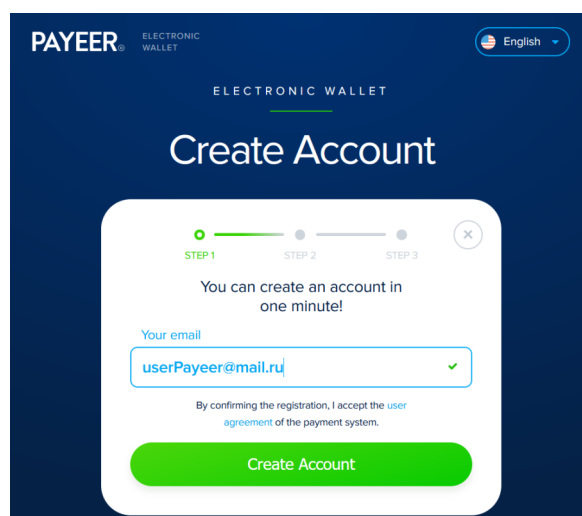 PAYEER®
ELECTRONIC
WALLET
English
ELECTRONIC WALLET
Create Account
STEP 1 STEP 2 STEP 3
You can create an account in
one minute!
Your email
userPayeer@mail.ru
By confirming the registration, I accept the user
agreement of the payment system.
Create Account